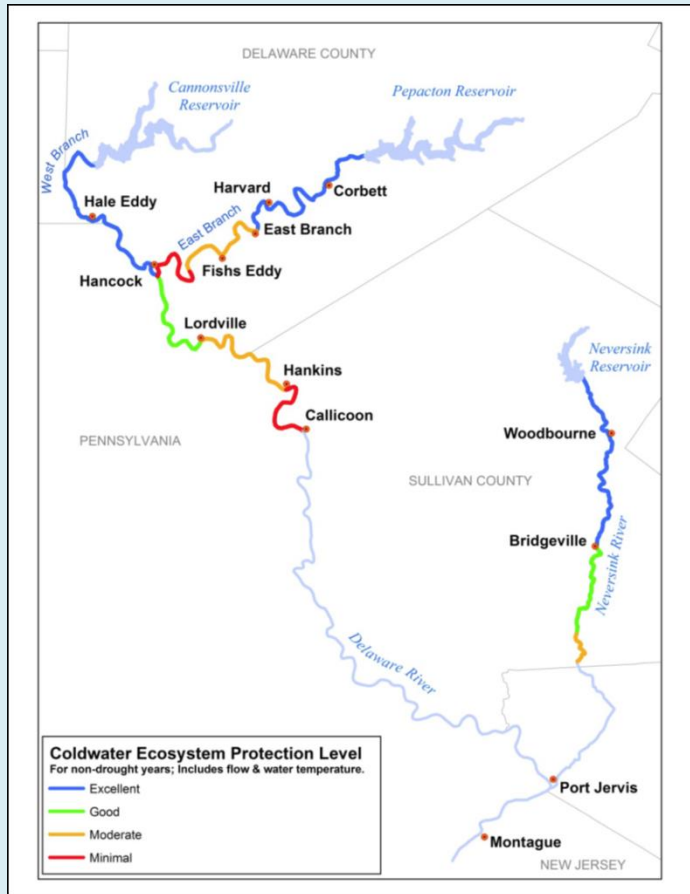 DELAWARE COUNTY
Cannonsville
Reservoir
Pepacton Reservoir
West Branch
Harvard
Corbett
Hale Eddy
East Branch
East Branch
Fishs Eddy
Hancock
Lordville
Neversink
Reservoir
Hankins
Callicoon
Woodbourne
PENNSYLVANIA
SULLIVAN COUNTY
Bridgeville
Neversink River
Delaware River
Coldwater Ecosystem Protection Level
For non-drought years; Includes flow & water temperature.
Excellent
Good
Moderate
Minimal
Port Jervis
Montague
NEW JERSEY